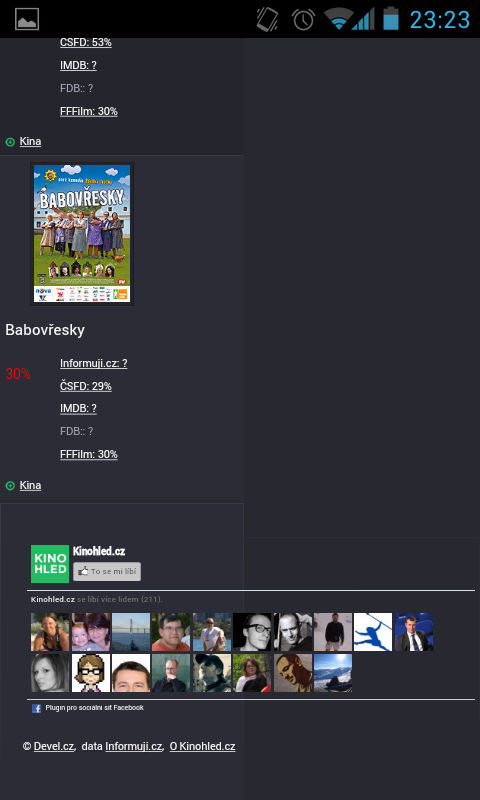 23:23
ČSFD: 53%
IMDB: ?
FDB:: ?
FFFilm: 30%
Kina
BABOVŘESKY
nova
Babovřesky
30%
Informuji.cz: ?
ČSFD: 29%
IMDB: ?
FDB:: ?
FFFilm: 30%
Kina
KINO
HLED
Kinohled.cz
To se mi líbí
Kinohled.cz se líbí více lidem (211).
Plugin pro sociální síť Facebook
© Devel.cz, data Informuji.cz, O Kinohled.cz